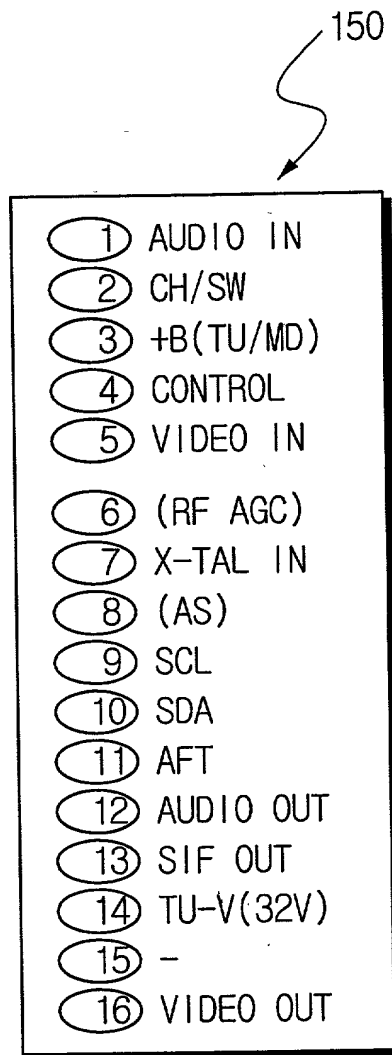 150
1 AUDIO IN
2 CH/SW
3 +B(TU/MD)
4 CONTROL
5 VIDEO IN
6 (RF AGC)
7 X-TAL IN
8 (AS)
9 SCL
10 SDA
11 AFT
12 AUDIO OUT
13 SIF OUT
14 TU-V(32V)
15 -
16 VIDEO OUT